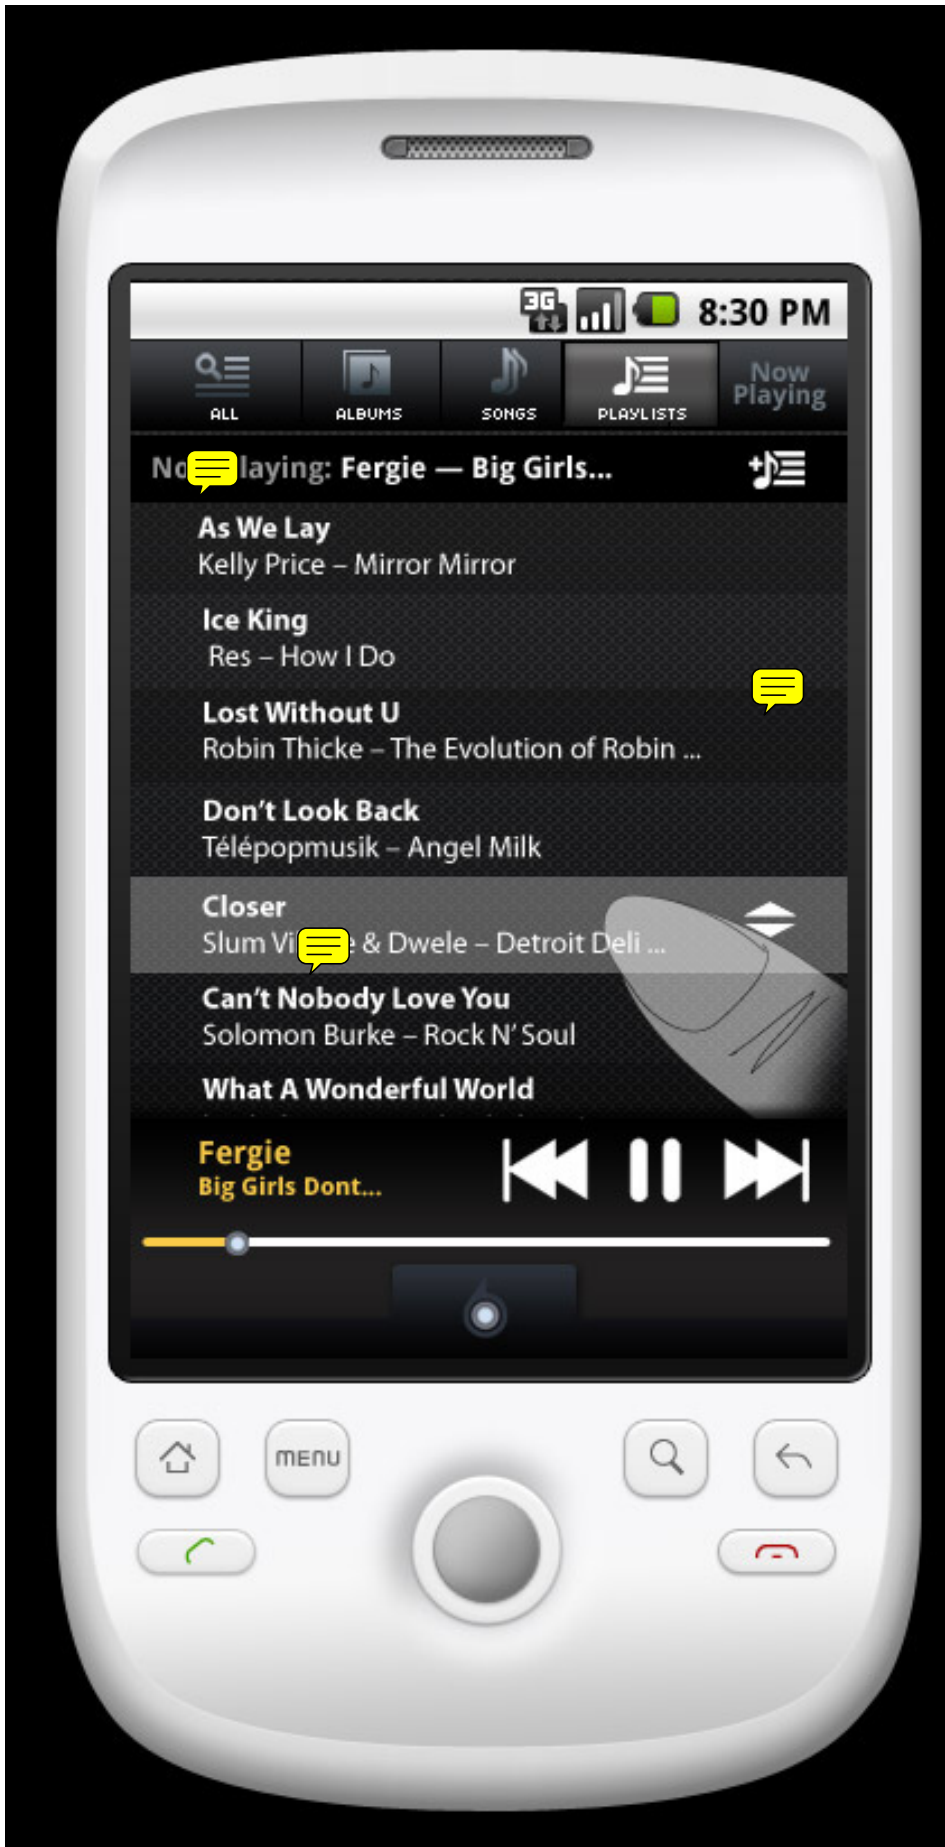 3G 8:30 PM
ALL ALBUMS SONGS PLAYLISTS Now Playing
Playing: Fergie — Big Girls...
As We Lay
Kelly Price – Mirror Mirror
Ice King
Res – How I Do
Lost Without U
Robin Thicke – The Evolution of Robin ...
Don't Look Back
Télépopmusik – Angel Milk
Closer
Slum & Dwele – Detroit Deli ...
Can't Nobody Love You
Solomon Burke – Rock N' Soul
What A Wonderful World
Fergie
Big Girls Dont...
MENU